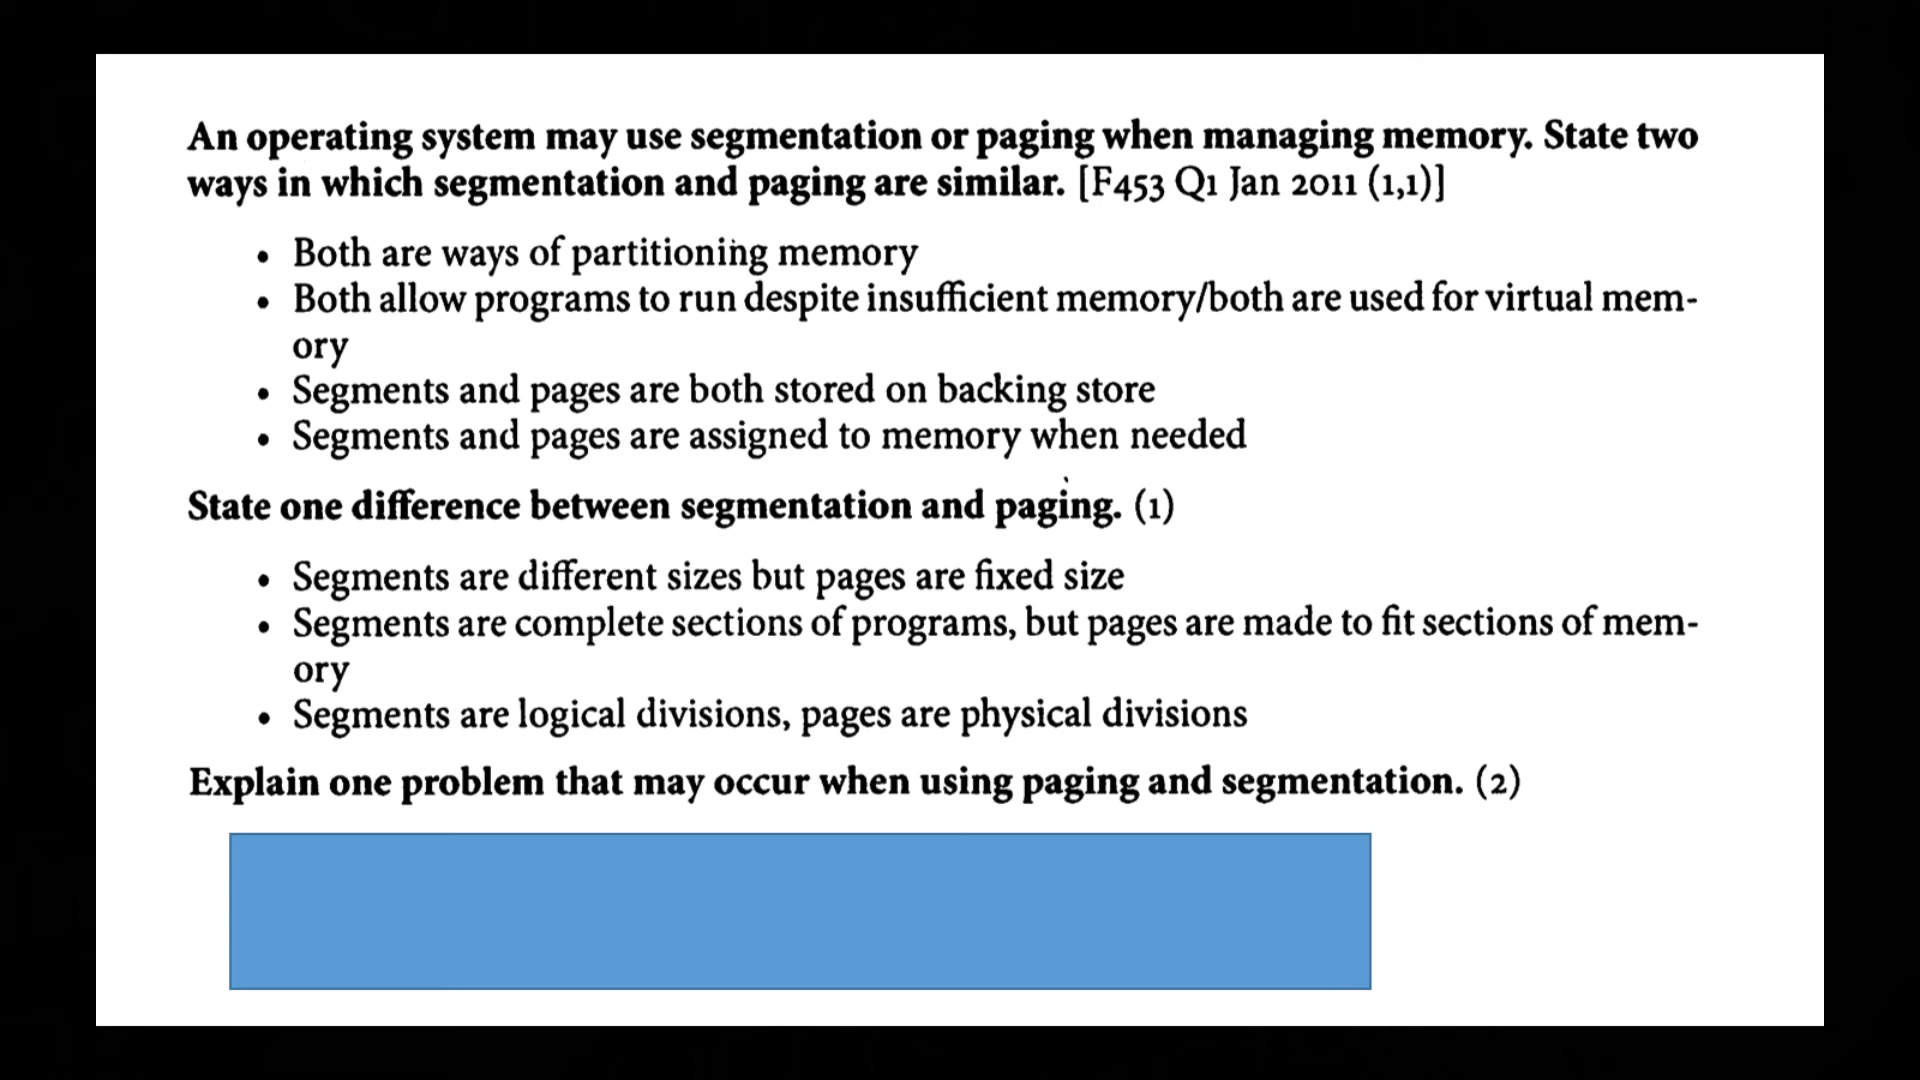 An operating system may use segmentation or paging when managing memory. State two
ways in which segmentation and paging are similar. [F453 Q1 Jan 2011 (1,1)]
• Both are ways of partitioning memory
• Both allow programs to run despite insufficient memory/both are used for virtual mem-
ory
• Segments and pages are both stored on backing store
• Segments and pages are assigned to memory when needed
State one difference between segmentation and paging. (1)
• Segments are different sizes but pages are fixed size
• Segments are complete sections of programs, but pages are made to fit sections of mem-
ory
• Segments are logical divisions, pages are physical divisions
Explain one problem that may occur when using paging and segmentation. (2)